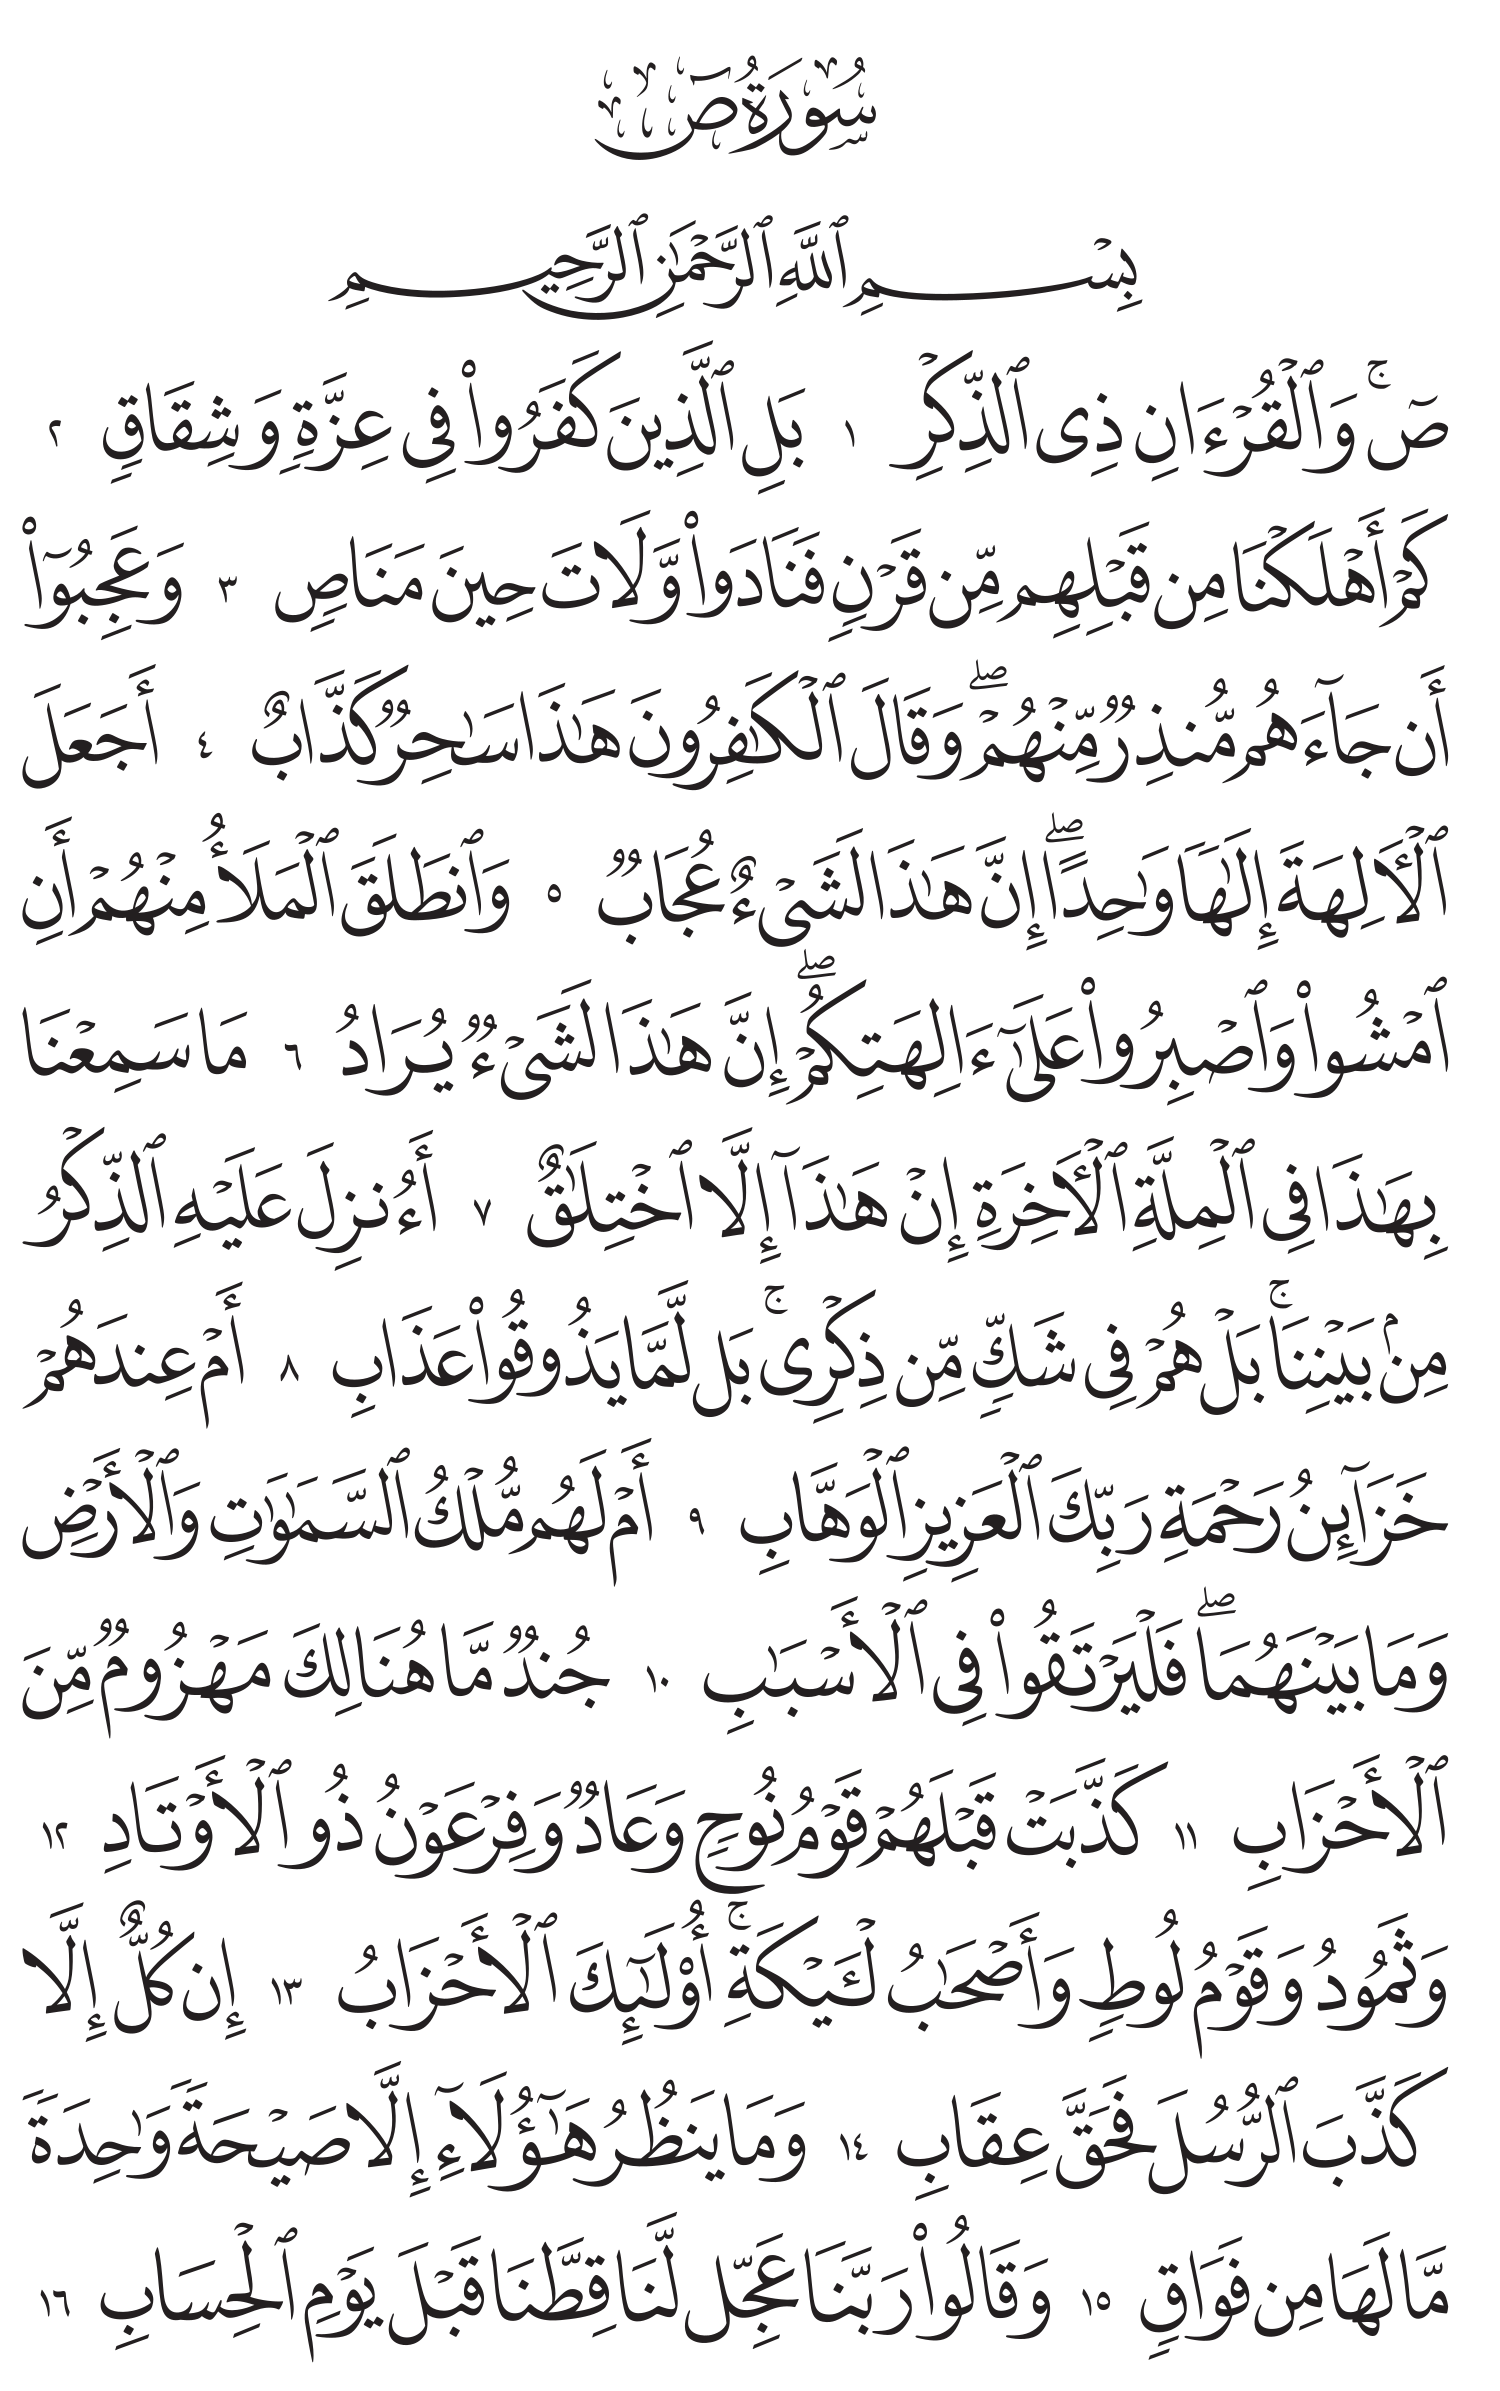 سُورَةُ صٓ
بِسۡمِ ٱللَّهِ ٱلرَّحۡمَٰنِ ٱلرَّحِيمِ
صٓۚ وَٱلۡقُرۡءَانِ ذِى ٱلذِّكۡرِ ١ بَلِ ٱلَّذِينَ كَفَرُواْ فِى عِزَّةٖ وَشِقَاقٖ ٢
كَمۡ أَهۡلَكۡنَا مِن قَبۡلِهِم مِّن قَرۡنٖ فَنَادَواْ وَّلَاتَ حِينَ مَنَاصٖ ٣ وَعَجِبُوٓاْ
أَن جَآءَهُم مُّنذِرٞ مِّنۡهُمۡۖ وَقَالَ ٱلۡكَٰفِرُونَ هَٰذَا سَٰحِرٞ كَذَّابٌ ٤ أَجَعَلَ
ٱلۡأٓلِهَةَ إِلَٰهٗا وَٰحِدًاۖ إِنَّ هَٰذَا لَشَىۡءٌ عُجَابٞ ٥ وَٱنطَلَقَ ٱلۡمَلَأُ مِنۡهُمۡ أَنِ
ٱمۡشُواْ وَٱصۡبِرُواْ عَلَىٰٓ ءَالِهَتِكُمۡۖ إِنَّ هَٰذَا لَشَىۡءٞ يُرَادُ ٦ مَا سَمِعۡنَا
بِهَٰذَا فِى ٱلۡمِلَّةِ ٱلۡأٓخِرَةِ إِنۡ هَٰذَآ إِلَّا ٱخۡتِلَٰقٌ ٧ أَءُنزِلَ عَلَيۡهِ ٱلذِّكۡرُ
مِنۢ بَيۡنِنَاۚ بَلۡ هُمۡ فِى شَكّٖ مِّن ذِكۡرِىۚ بَل لَّمَّا يَذُوقُواْ عَذَابِ ٨ أَمۡ عِندَهُمۡ
خَزَآئِنُ رَحۡمَةِ رَبِّكَ ٱلۡعَزِيزِ ٱلۡوَهَّابِ ٩ أَمۡ لَهُم مُّلۡكُ ٱلسَّمَٰوَٰتِ وَٱلۡأَرۡضِ
وَمَا بَيۡنَهُمَاۖ فَلۡيَرۡتَقُواْ فِى ٱلۡأَسۡبَٰبِ ١٠ جُندٞ مَّا هُنَالِكَ مَهۡزُومٞ مِّنَ
ٱلۡأَحۡزَابِ ١١ كَذَّبَتۡ قَبۡلَهُمۡ قَوۡمُ نُوحٖ وَعَادٞ وَفِرۡعَوۡنُ ذُو ٱلۡأَوۡتَادِ ١٢
وَثَمُودُ وَقَوۡمُ لُوطٖ وَأَصۡحَٰبُ لۡـَٔيۡكَةِۚ أُوْلَٰٓئِكَ ٱلۡأَحۡزَابُ ١٣ إِن كُلٌّ إِلَّا
كَذَّبَ ٱلرُّسُلَ فَحَقَّ عِقَابِ ١٤ وَمَا يَنظُرُ هَٰٓؤُلَآءِ إِلَّا صَيۡحَةٗ وَٰحِدَةٗ
مَّا لَهَا مِن فَوَاقٖ ١٥ وَقَالُواْ رَبَّنَا عَجِّل لَّنَا قِطَّنَا قَبۡلَ يَوۡمِ ٱلۡحِسَابِ ١٦